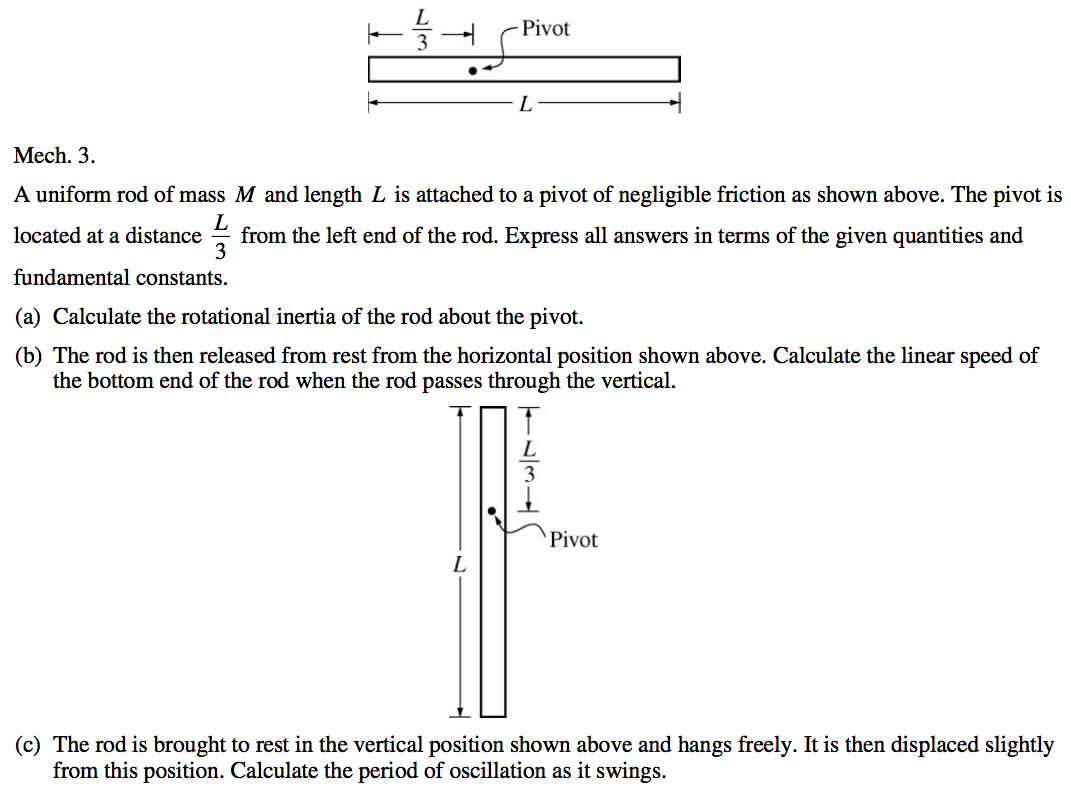 L
3
Pivot
L
Mech. 3.
A uniform rod of mass M and length L is attached to a pivot of negligible friction as shown above. The pivot is
located at a distance L/3 from the left end of the rod. Express all answers in terms of the given quantities and
fundamental constants.
(a) Calculate the rotational inertia of the rod about the pivot.
(b) The rod is then released from rest from the horizontal position shown above. Calculate the linear speed of
the bottom end of the rod when the rod passes through the vertical.
L
3
Pivot
L
(c) The rod is brought to rest in the vertical position shown above and hangs freely. It is then displaced slightly
from this position. Calculate the period of oscillation as it swings.